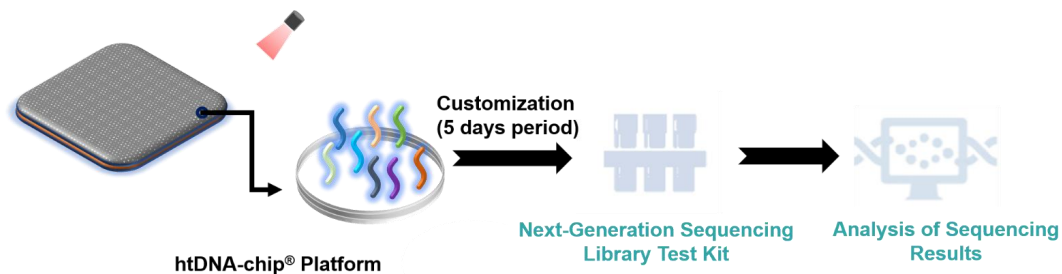 Customization
(5 days period)
Next-Generation Sequencing
Library Test Kit
Analysis of Sequencing
Results
htDNA-chip® Platform